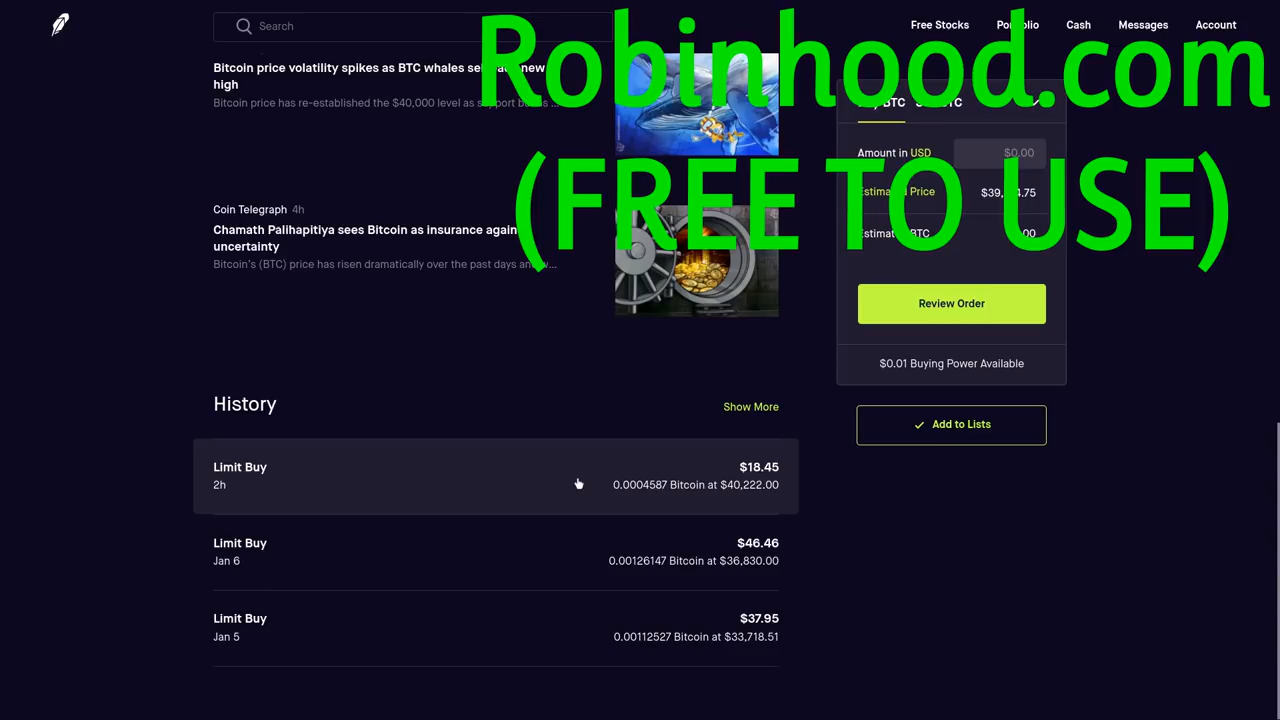 Search
Free Stocks
Portfolio
Cash
Messages
Account
Robinhood.com
(FREE TO USE)
Bitcoin price volatility spikes as BTC whales new
high
Bitcoin price has re-established the $40,000 level as
Coin Telegraph 4h
Chamath Palihapitiya sees Bitcoin as insurance
uncertainty
Bitcoin's (BTC) price has risen dramatically over the past days
BTC
Amount in USD
$0.00
Price
BTC
Review Order
$0.01 Buying Power Available
Add to Lists
History
Show More
Limit Buy
$18.45
2h
0.0004587 Bitcoin at $40,222.00
Limit Buy
$46.46
Jan 6
0.00126147 Bitcoin at $36,830.00
Limit Buy
$37.95
Jan 5
0.00112527 Bitcoin at $33,718.51